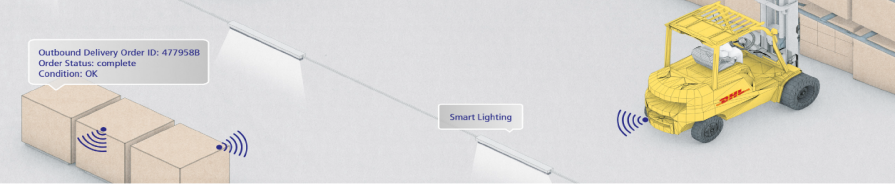 Outbound Delivery Order ID: 477958B
Order Status: complete
Condition: OK
Smart Lighting
DHL